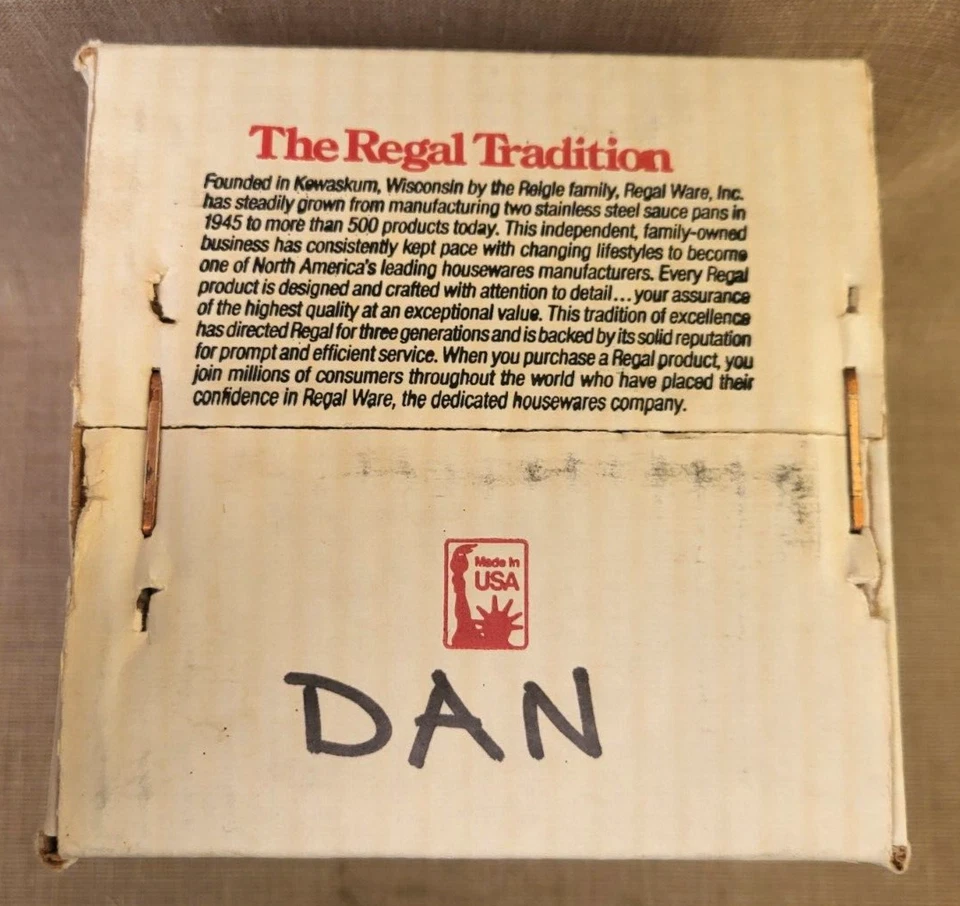 The Regal Tradition
Founded in Kewaskum, Wisconsin by the Reigle family, Regal Ware, Inc.
has steadily grown from manufacturing two stainless steel sauce pans in
1945 to more than 500 products today. This independent, family-owned
business has consistently kept pace with changing lifestyles to become
one of North America's leading housewares manufacturers. Every Regal
product is designed and crafted with attention to detail...your assurance
of the highest quality at an exceptional value. This tradition of excellence
has directed Regal for three generations and is backed by its solid reputation
for prompt and efficient service. When you purchase a Regal product, you
join millions of consumers throughout the world who have placed their
confidence in Regal Ware, the dedicated housewares company.
Made In
USA
DAN